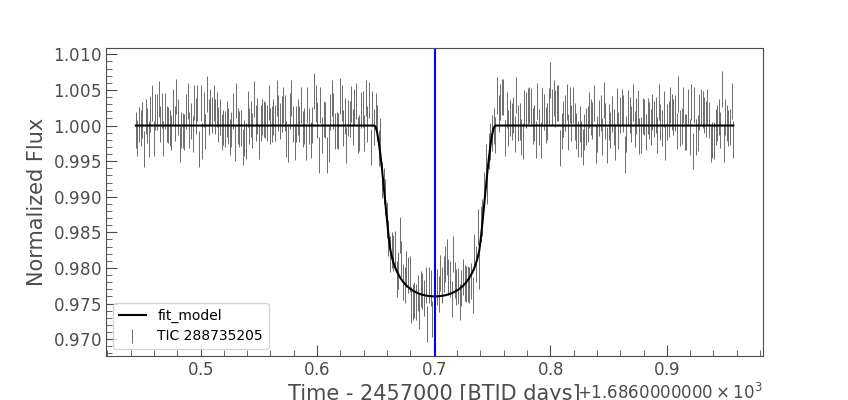 1.010
1.005
1.000
0.995
0.990
0.985
0.980
0.975
0.970
Normalized Flux
fit_model
TIC 288735205
0.5 0.6 0.7 0.8 0.9
Time - 2457000 [BTJD days] +1.6860000000 × 10³